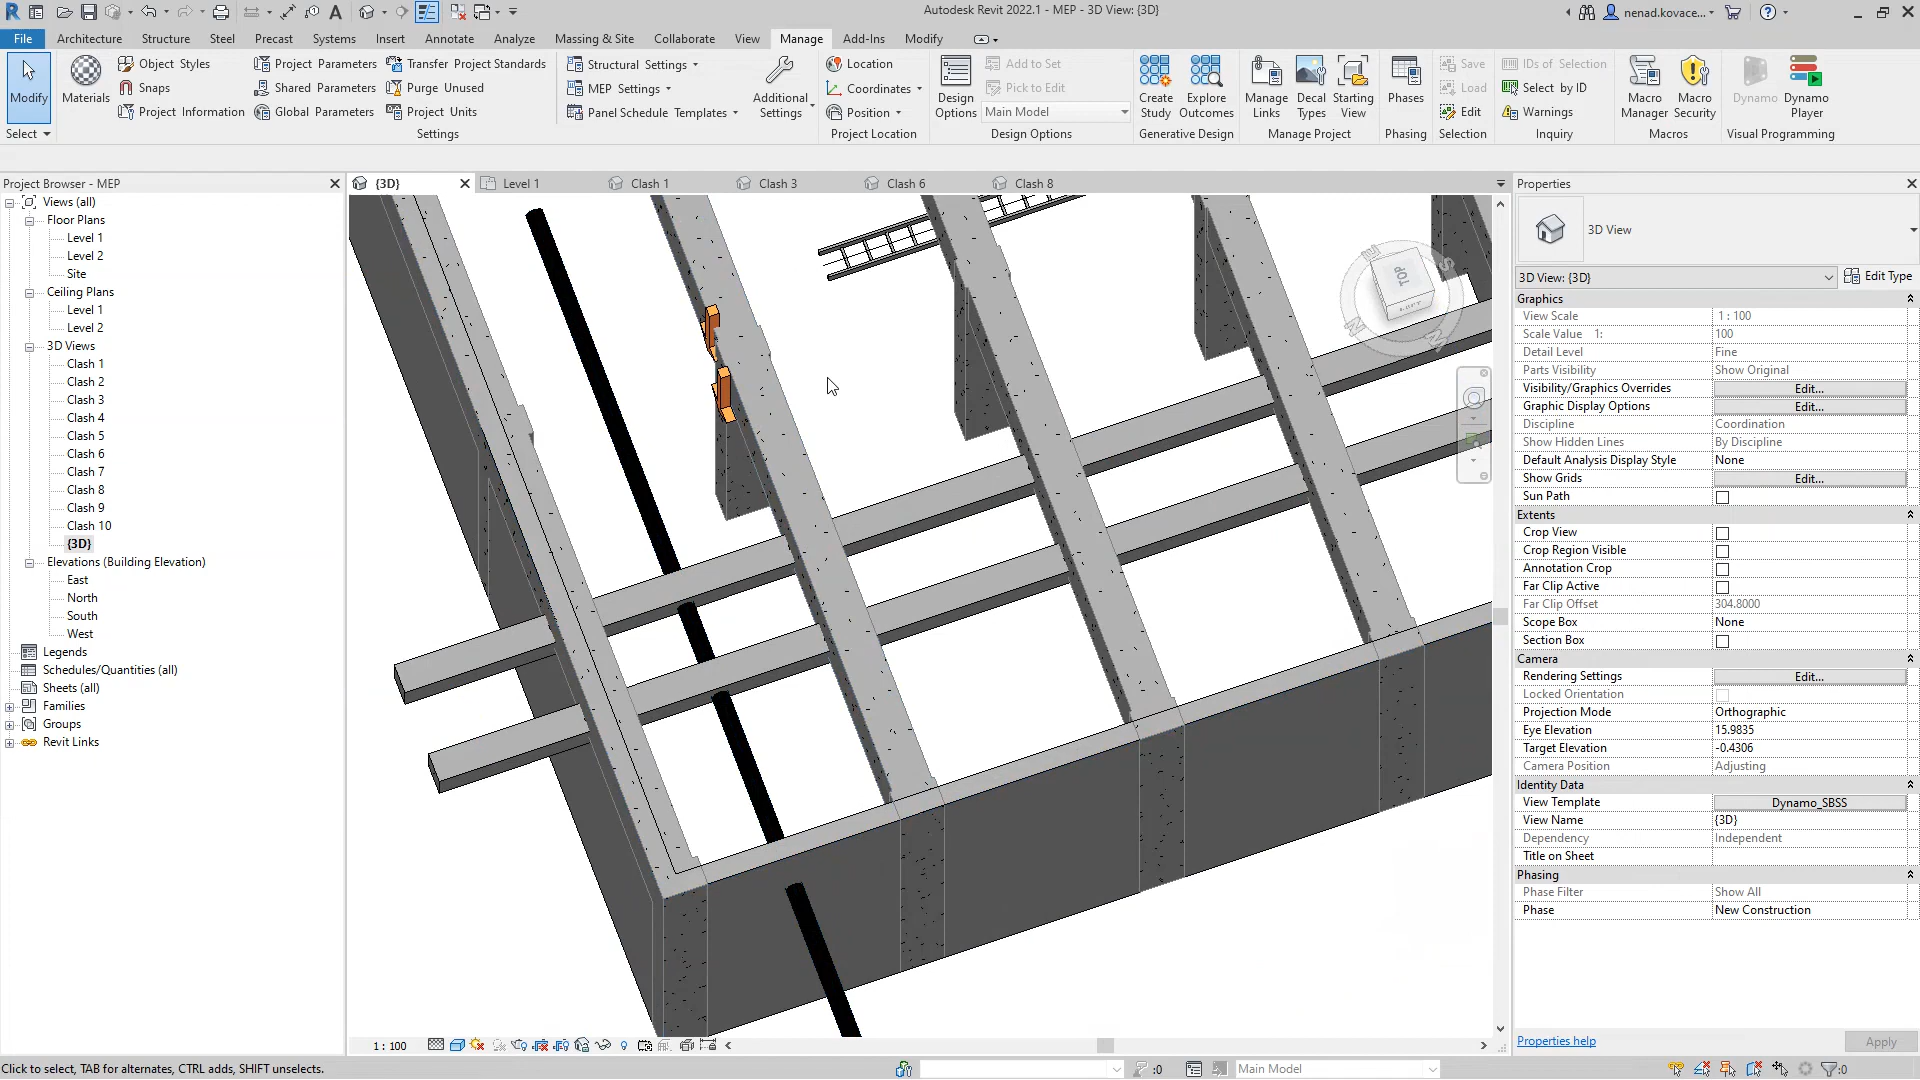 Autodesk Revit 2022.1 - MEP - 3D View: {3D}
nenad.kovace...
File Architecture Structure Steel Precast Systems Insert Annotate Analyze Massing & Site Collaborate View Manage Add-Ins Modify
Modify
Select
Materials
Object Styles
Snaps
Project Information
Project Parameters
Shared Parameters
Global Parameters
Transfer Project Standards
Purge Unused
Project Units
Settings
Structural Settings
MEP Settings
Panel Schedule Templates
Additional
Settings
Location
Coordinates
Position
Project Location
Design
Options
Add to Set
Pick to Edit
Main Model
Design Options
Create
Study
Explore
Outcomes
Generative Design
Manage
Links
Decal
Types
Starting
View
Manage Project
Phases
Phasing
Save
Load
Edit
Selection
IDs of Selection
Select by ID
Warnings
Inquiry
Macro
Manager
Macro
Security
Macros
Dynamo
Dynamo
Player
Visual Programming
Project Browser - MEP
Views (all)
Floor Plans
Level 1
Level 2
Site
Ceiling Plans
Level 1
Level 2
3D Views
Clash 1
Clash 2
Clash 3
Clash 4
Clash 5
Clash 6
Clash 7
Clash 8
Clash 9
Clash 10
{3D}
Elevations (Building Elevation)
East
North
South
West
Legends
Schedules/Quantities (all)
Sheets (all)
Families
Groups
Revit Links
{3D} Level 1 Clash 1 Clash 3 Clash 6 Clash 8
TOP
LEFT
1 : 100
Properties
3D View
3D View: {3D} Edit Type
Graphics
View Scale 1 : 100
Scale Value 1: 100
Detail Level Fine
Parts Visibility Show Original
Visibility/Graphics Overrides Edit...
Graphic Display Options Edit...
Discipline Coordination
Show Hidden Lines By Discipline
Default Analysis Display Style None
Show Grids Edit...
Sun Path
Extents
Crop View
Crop Region Visible
Annotation Crop
Far Clip Active
Far Clip Offset 304.8000
Scope Box None
Section Box
Camera
Rendering Settings Edit...
Locked Orientation
Projection Mode Orthographic
Eye Elevation 15.9835
Target Elevation -0.4306
Camera Position Adjusting
Identity Data
View Template Dynamo_SBSS
View Name {3D}
Dependency Independent
Title on Sheet
Phasing
Phase Filter Show All
Phase New Construction
Properties help Apply
Click to select, TAB for alternates, CTRL adds, SHIFT unselects.
:0
Main Model
:0